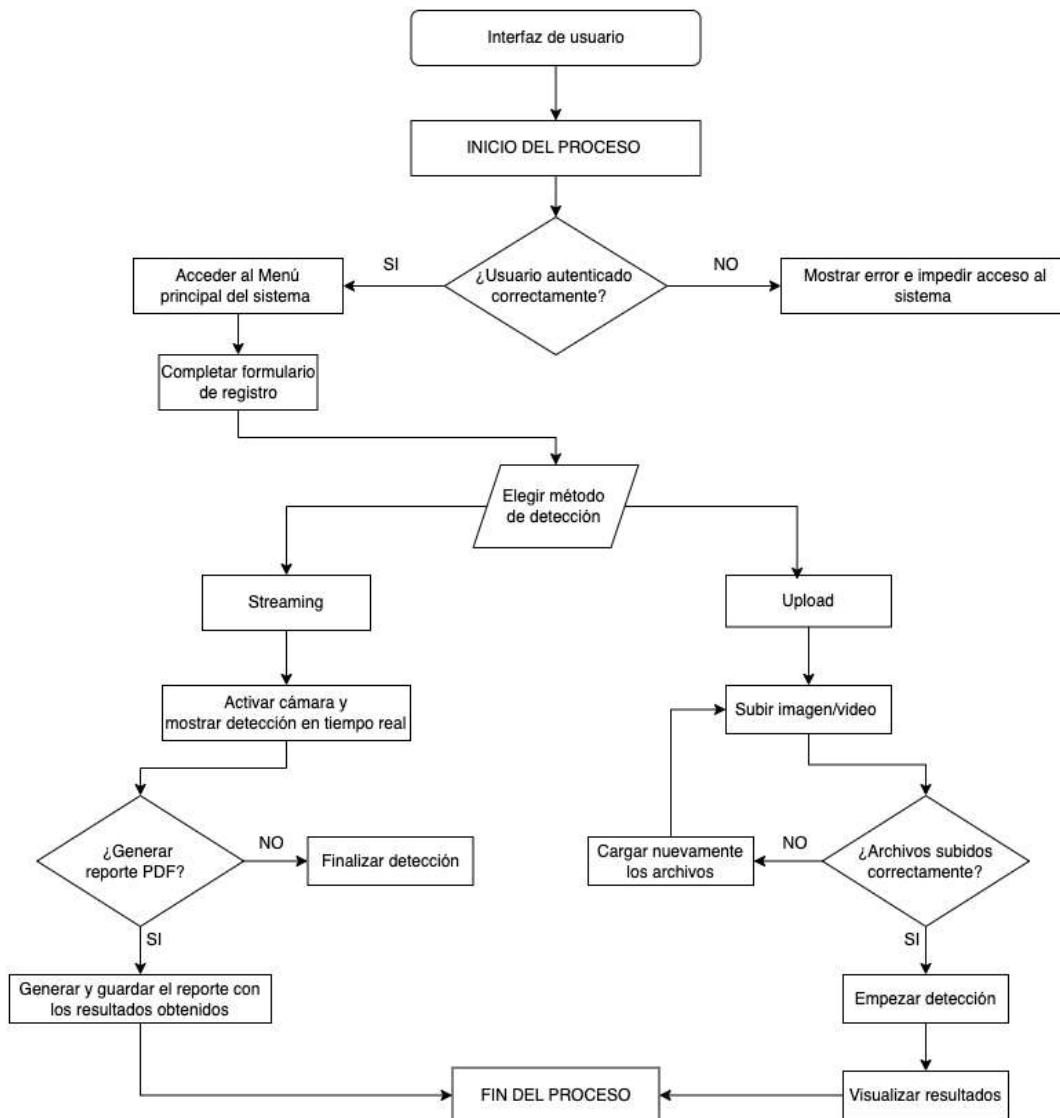 Interfaz de usuario
INICIO DEL PROCESO
¿Usuario autenticado
correctamente?
SI
NO
Acceder al Menú
principal del sistema
Mostrar error e impedir acceso al
sistema
Completar formulario
de registro
Elegir método
de detección
Streaming
Upload
Activar cámara y
mostrar detección en tiempo real
Subir imagen/video
¿Generar
reporte PDF?
NO
Finalizar detección
Cargar nuevamente
los archivos
NO
¿Archivos subidos
correctamente?
SI
SI
Generar y guardar el reporte con
los resultados obtenidos
Empezar detección
FIN DEL PROCESO
Visualizar resultados